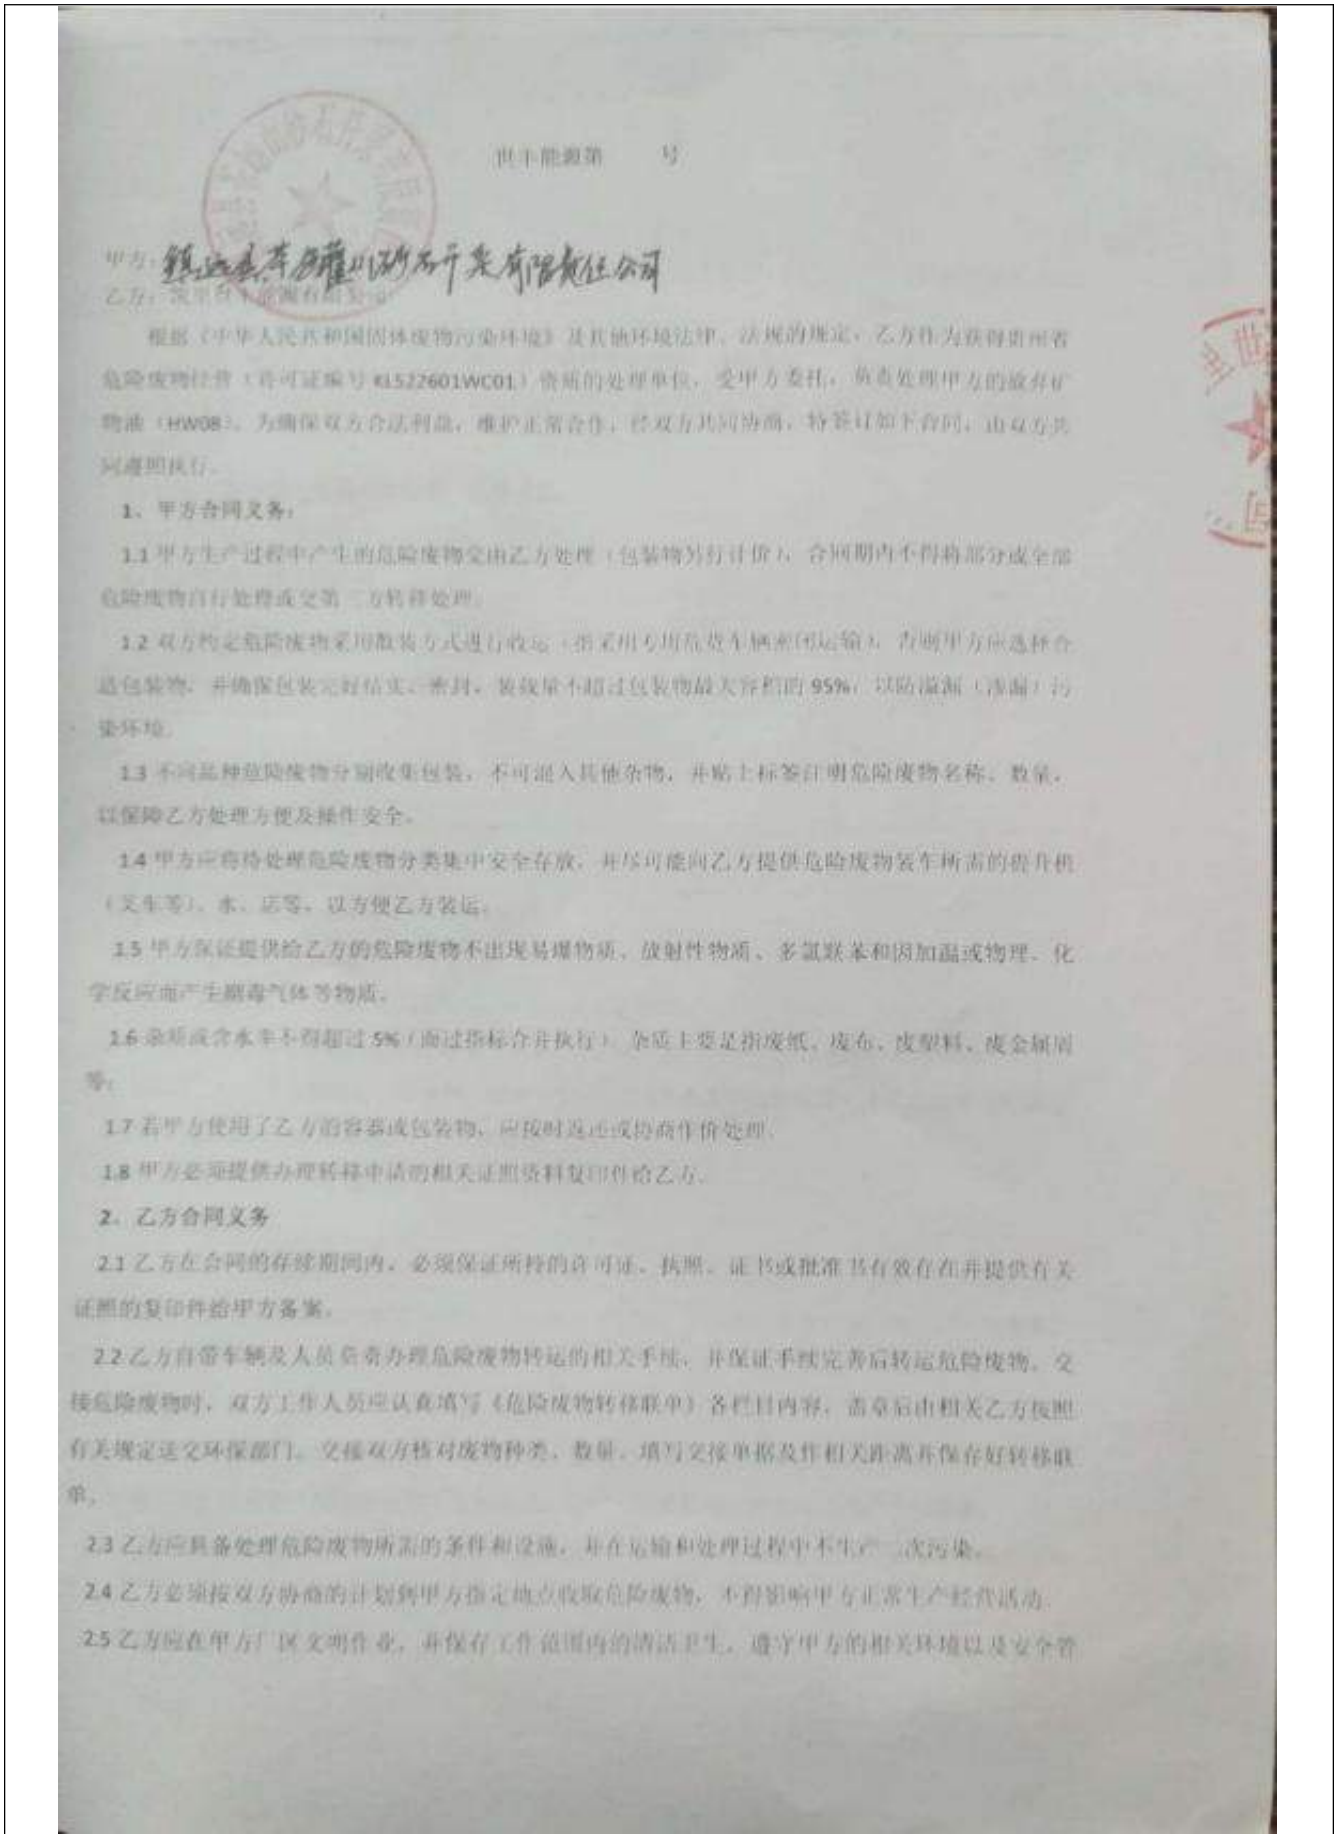 世丰能源第 号
甲方：镇远县 山砂石开采有限责任公司
乙方： 有限公司
根据《中华人民共和国固体废物污染环境》及其他环境法律、法规的规定，乙方作为获得贵州省
危险废物经营（许可证编号 KL522601WC01）资质的处理单位，受甲方委托，负责处理甲方的废弃矿
物油（HW08），为确保双方合法利益，维护正常合作，经双方共同协商，特签订如下合同，由双方共
同遵照执行。
1、甲方合同义务：
1.1 甲方生产过程中产生的危险废物交由乙方处理（包装物另行计价），合同期内不得将部分或全部
危险废物自行处理或交第三方转移处理。
1.2 双方约定危险废物采用散装方式进行收运（指采用专用危货车辆密闭运输），否则甲方应选择合
适包装物，并确保包装完好结实、密封，装载量不超过包装物最大容积的 95%，以防溢漏（渗漏）污
染环境。
1.3 不同品种危险废物分别收集包装，不可混入其他杂物，并贴上标签注明危险废物名称、数量，
以保障乙方处理方便及操作安全。
1.4 甲方应将待处理危险废物分类集中安全存放，并尽可能向乙方提供危险废物装车所需的提升机
（叉车等）、水、店等，以方便乙方装运。
1.5 甲方保证提供给乙方的危险废物不出现易爆物质、放射性物质、多氯联苯和因加温或物理、化
学反应而产生剧毒气体等物质。
1.6 杂质或含水率不得超过 5%（面过指标合并执行） 杂质主要是指废纸、废布、废塑料、废金属屑
等；
1.7 若甲方使用了乙方的容器或包装物，应按时返还或协商作价处理。
1.8 甲方必须提供办理转移申请的相关证照资料复印件给乙方。
2、乙方合同义务
2.1 乙方在合同的存续期间内，必须保证所持的许可证、执照、证书或批准书有效存在并提供有关
证照的复印件给甲方备案。
2.2 乙方自带车辆及人员负责办理危险废物转运的相关手续，并保证手续完善后转运危险废物。交
接危险废物时，双方工作人员应认真填写《危险废物转移联单》各栏目内容，盖章后由相关乙方按照
有关规定送交环保部门。交接双方核对废物种类、数量、填写交接单据及作相关距离并保存好转移联
单。
2.3 乙方应具备处理危险废物所需的条件和设施，并在运输和处理过程中不生产二次污染。
2.4 乙方必须按双方协商的计划到甲方指定地点收取危险废物，不得影响甲方正常生产经营活动。
2.5 乙方应在甲方厂区文明作业，并保存工作范围内的清洁卫生，遵守甲方的相关环境以及安全管